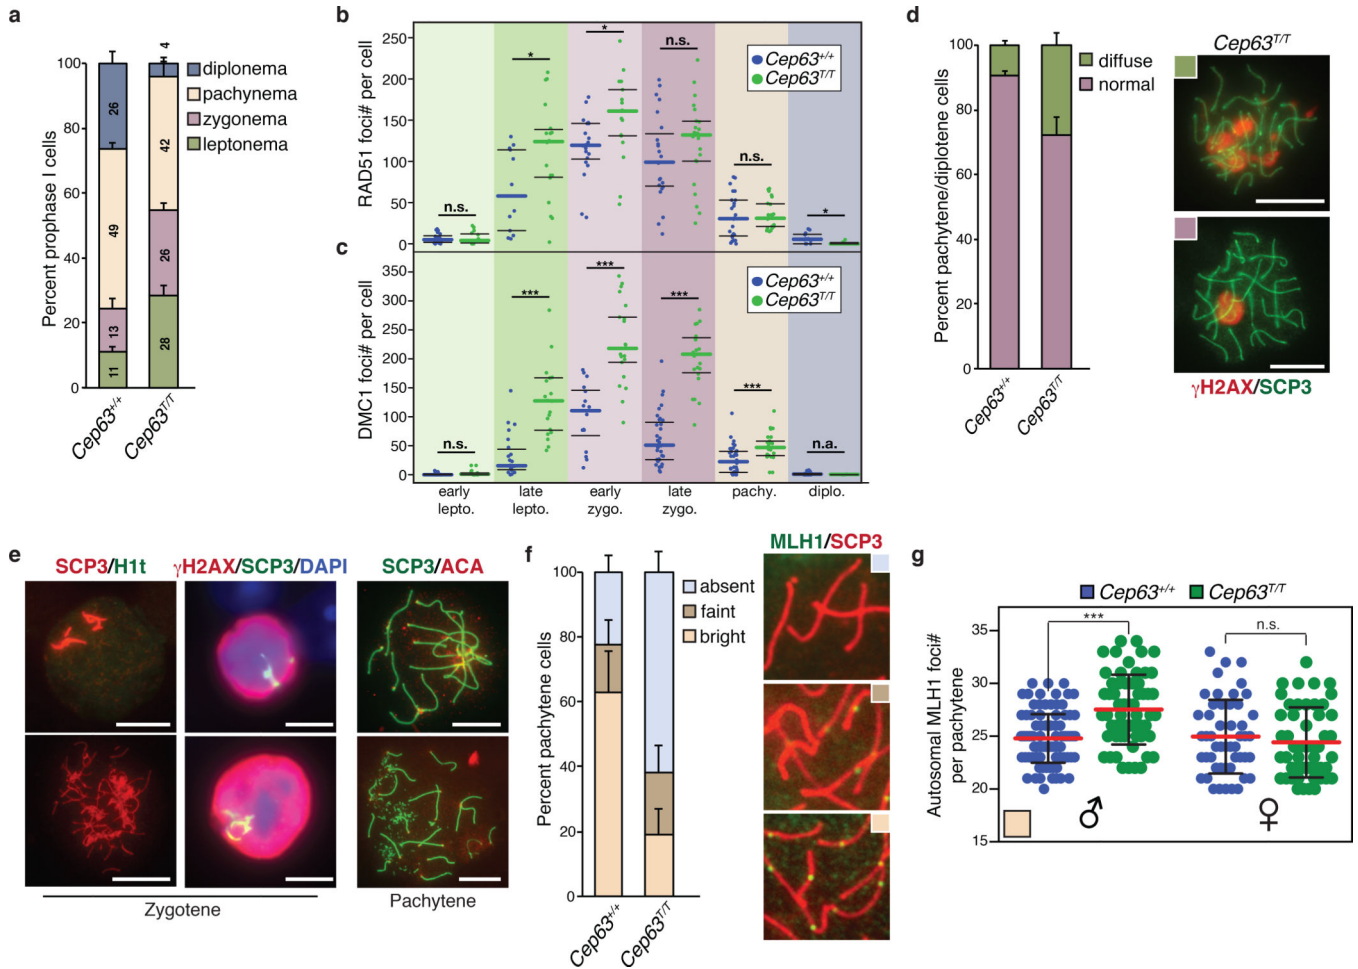 a
Percent prophase I cells
100
80
60
40
20
0
26
49
13
11
4
42
26
28
diplonema
pachynema
zygonema
leptonema
Cep63+/+
Cep63T/T
b
RAD51 foci# per cell
250
200
150
100
50
0
n.s.
*
*
n.s.
n.s.
*
Cep63+/+
Cep63T/T
c
DMC1 foci# per cell
350
300
250
200
150
100
50
0
n.s.
***
***
***
***
n.a.
Cep63+/+
Cep63T/T
early lepto.
late lepto.
early zygo.
late zygo.
pachy.
diplo.
d
Percent pachytene/diplotene cells
100
80
60
40
20
0
diffuse
normal
Cep63+/+
Cep63T/T
Cep63T/T
γH2AX/SCP3
e
SCP3/H1t
γH2AX/SCP3/DAPI
SCP3/ACA
Zygotene
Pachytene
f
Percent pachytene cells
100
80
60
40
20
0
absent
faint
bright
Cep63+/+
Cep63T/T
MLH1/SCP3
g
Cep63+/+
Cep63T/T
Autosomal MLH1 foci#
per pachytene
35
30
25
20
15
***
n.s.
♂
♀